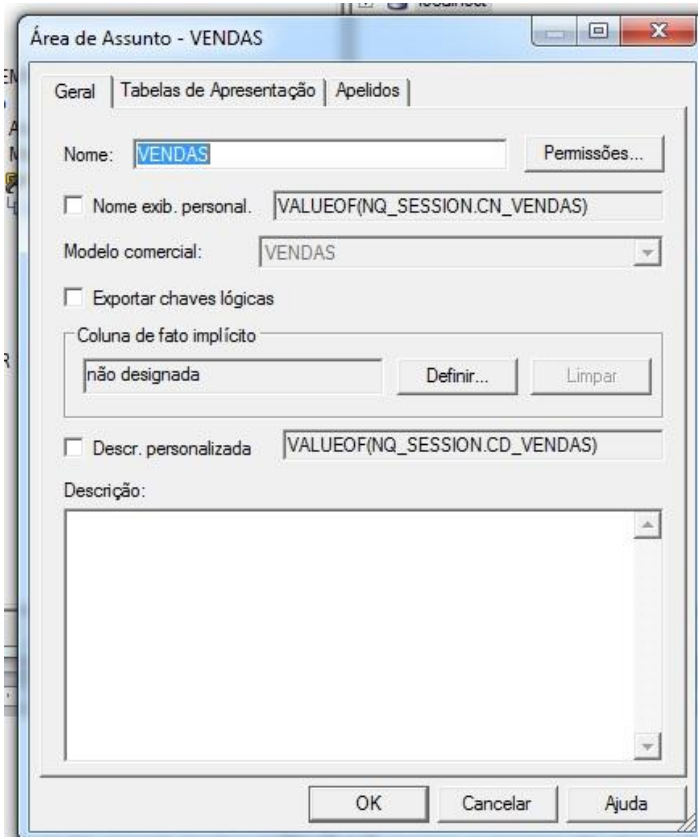 localhost
Área de Assunto - VENDAS
Geral Tabelas de Apresentação Apelidos
Nome: VENDAS Permissões...
Nome exib. personal. VALUEOF(NQ_SESSION.CN_VENDAS)
Modelo comercial: VENDAS
Exportar chaves lógicas
Coluna de fato implícito
não designada Definir... Limpar
Descr. personalizada VALUEOF(NQ_SESSION.CD_VENDAS)
Descrição:
OK Cancelar Ajuda